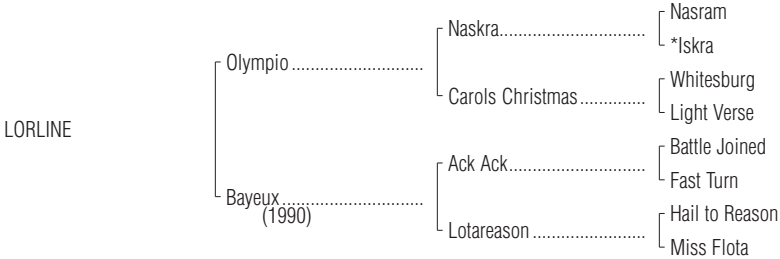 Nasram
Naskra..............................
*Iskra
Olympio ............................
Whitesburg
Carols Christmas..............
Light Verse
LORLINE
Battle Joined
Ack Ack.............................
Fast Turn
Bayeux..............................
(1990)
Hail to Reason
Lotareason ........................
Miss Flota